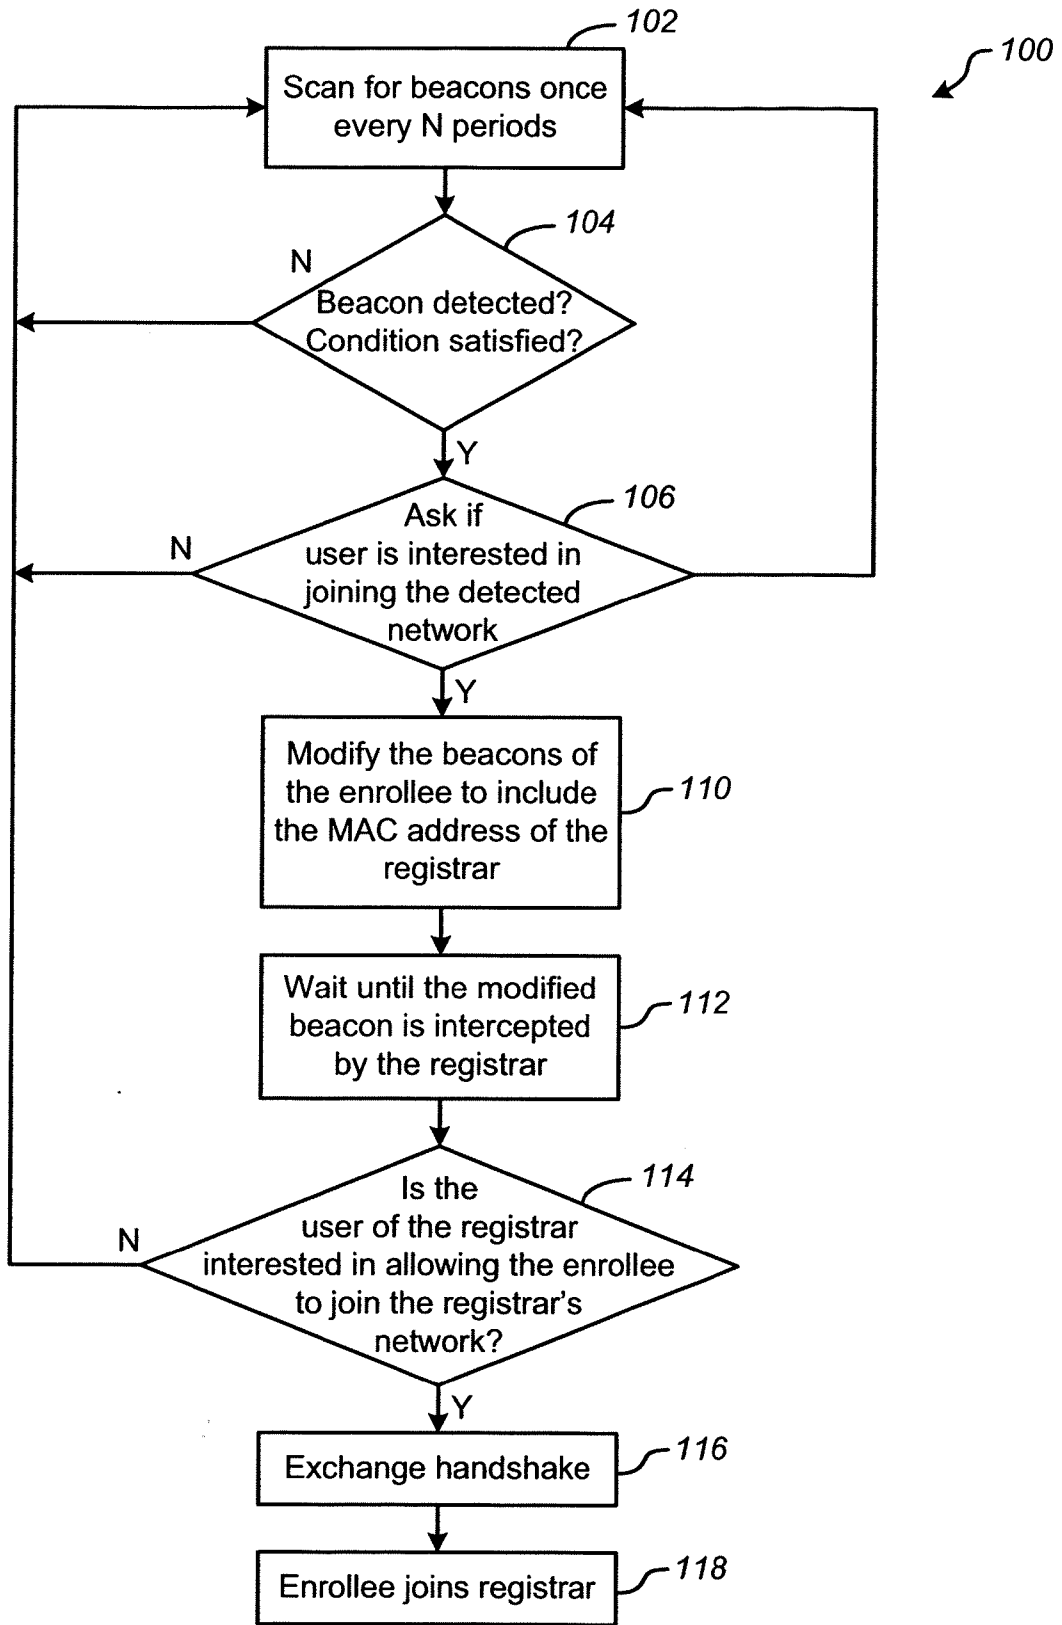 102
100
Scan for beacons once
every N periods
104
N
Beacon detected?
Condition satisfied?
Y
106
Ask if
user is interested in
joining the detected
network
N
Y
Modify the beacons of
the enrollee to include
the MAC address of the
registrar
110
Wait until the modified
beacon is intercepted
by the registrar
112
114
Is the
user of the registrar
interested in allowing the enrollee
to join the registrar's
network?
N
Y
Exchange handshake
116
Enrollee joins registrar
118